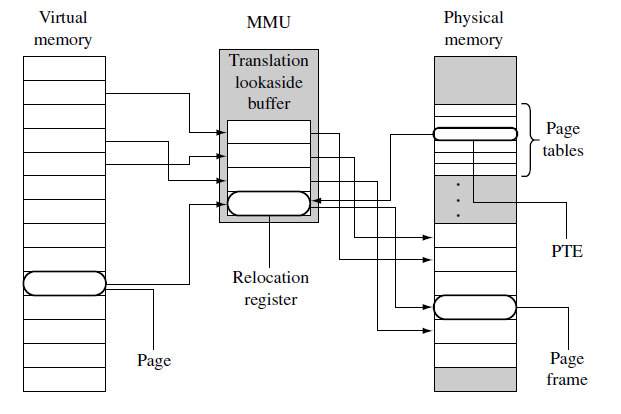 Virtual
memory
MMU
Physical
memory
Translation
lookaside
buffer
Page
tables
PTE
Relocation
register
Page
Page
frame